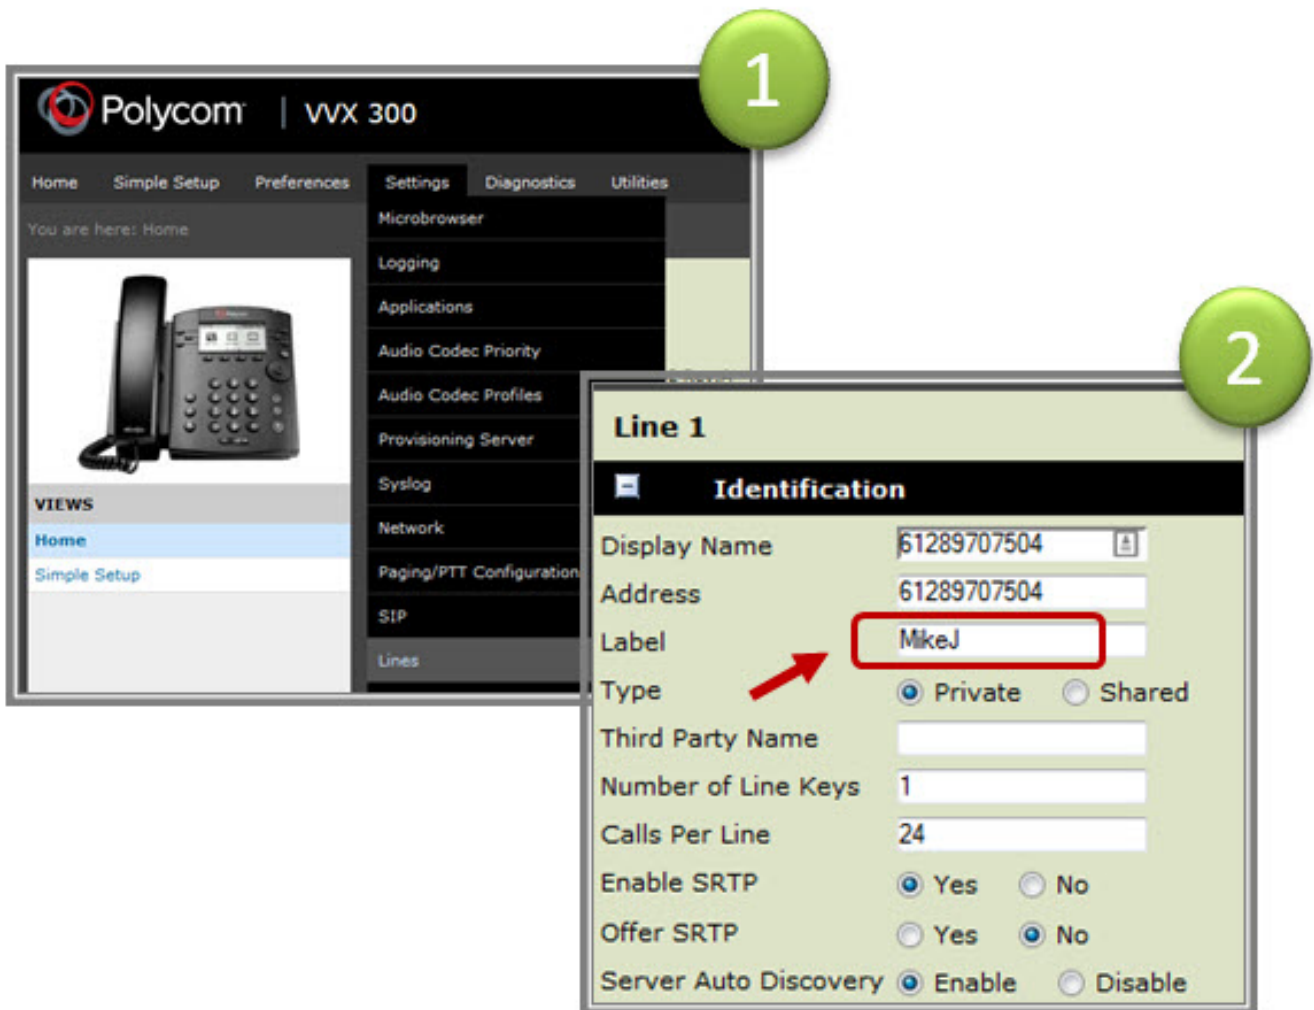 1
Polycom | VVX 300
Home Simple Setup Preferences Settings Diagnostics Utilities
You are here: Home
Microbrowser
Logging
Applications
Audio Codec Priority
Audio Codec Profiles
Provisioning Server
Syslog
Network
Paging/PTT Configuration
SIP
Lines
VIEWS
Home
Simple Setup
2
Line 1
Identification
Display Name 61289707504
Address 61289707504
Label MikeJ
Type Private Shared
Third Party Name
Number of Line Keys 1
Calls Per Line 24
Enable SRTP Yes No
Offer SRTP Yes No
Server Auto Discovery Enable Disable